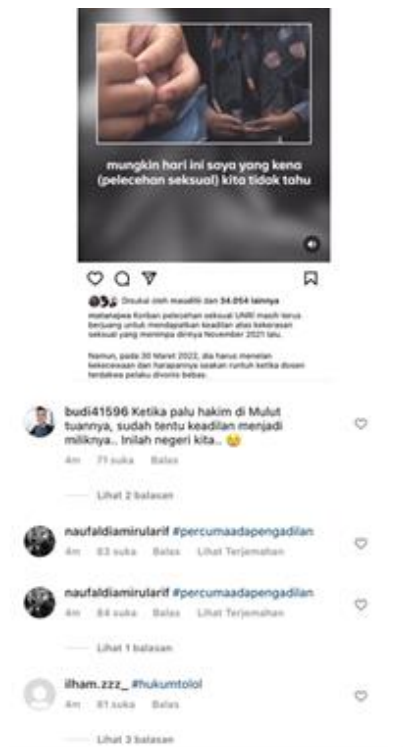 mungkin hari ini saya yang kena
(pelecehan seksual) kita tidak tahu
Disukai oleh dan 34.054 lainnya
matanajwa Korban pelecehan seksual UNRI masih terus
berjuang untuk mendapatkan keadilan atas kekerasan
seksual yang menimpa dirinya November 2021 lalu.
Namun, pada 30 Maret 2022, dia harus menelan
kekecewaan dan harapannya seakan runtuh ketika dosen
terdakwa pelaku divonis bebas.
budi41596 Ketika palu hakim di Mulut
tuannya, sudah tentu keadilan menjadi
miliknya.. Inilah negeri kita.. 😢
4m 71 suka Balas
Lihat 2 balasan
naufaldiamirularif #percumaadapengadilan
4m 83 suka Balas Lihat Terjemahan
naufaldiamirularif #percumaadapengadilan
4m 84 suka Balas Lihat Terjemahan
Lihat 1 balasan
ilham.zzz_ #hukumtolol
4m 81 suka Balas
Lihat 3 balasan